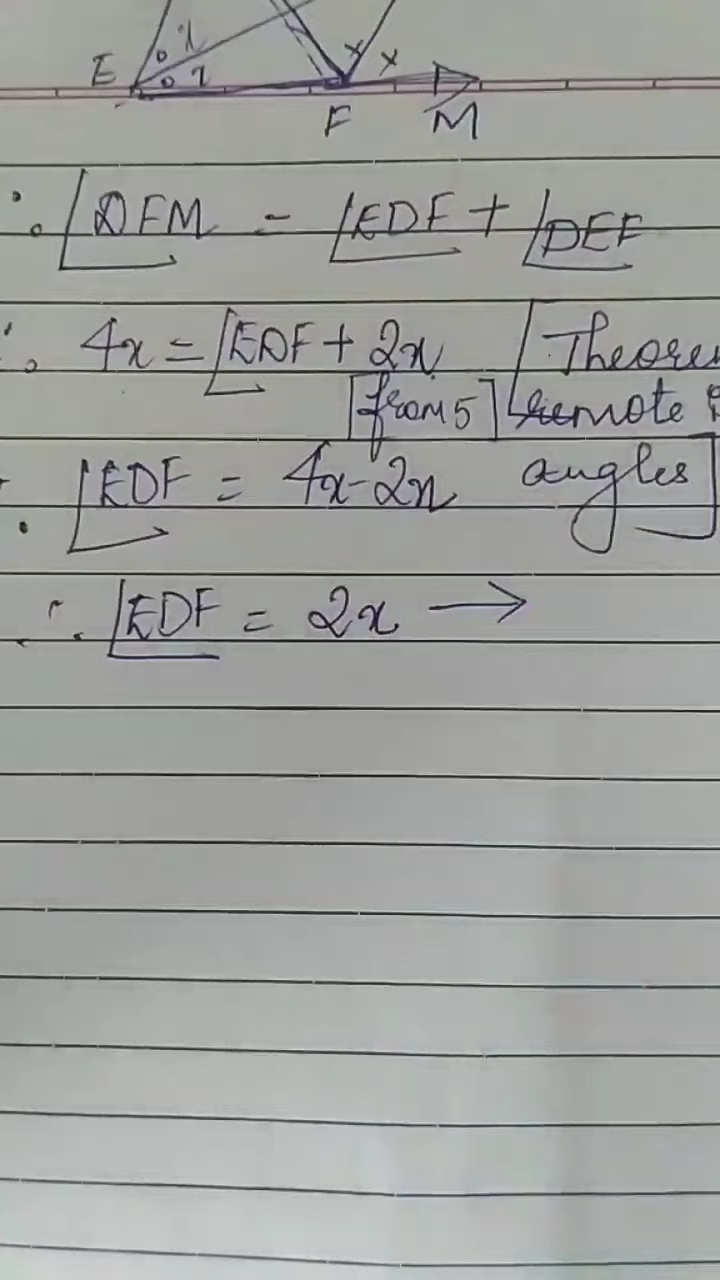 E x x x
F M
∴ ∠DFM = ∠EDF + ∠DEF
∴ 4x = ∠EDF + 2x [Theorem
[from 5] remote
∠EDF = 4x-2x angles]
∴ ∠EDF = 2x →